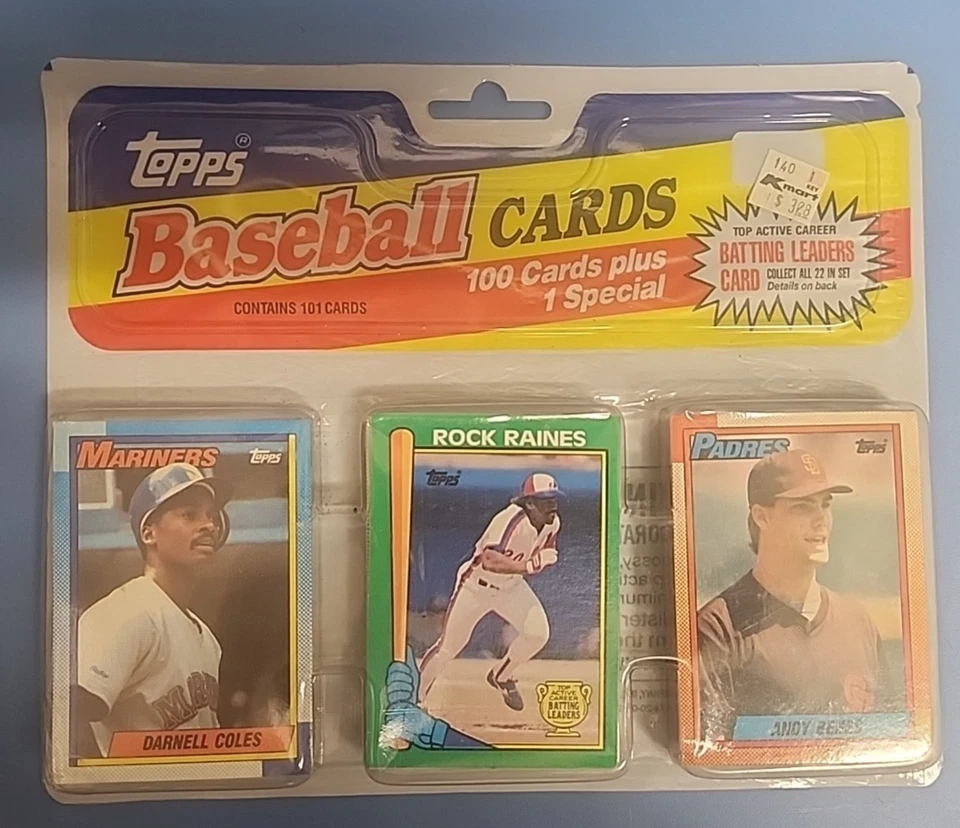 TOPPS®
Baseball CARDS
100 Cards plus
1 Special
CONTAINS 101 CARDS
140 X
KEY
Kmart
$ 3.88
TOP ACTIVE CAREER
BATTING LEADERS
CARD COLLECT ALL 22 IN SET
Details on back
MARINERS
TOPPS
DARNELL COLES
ROCK RAINES
TOPPS
TOP
ACTIVE
CAREER
BATTING
LEADERS
PADRES
TOPPS
ANDY BENES